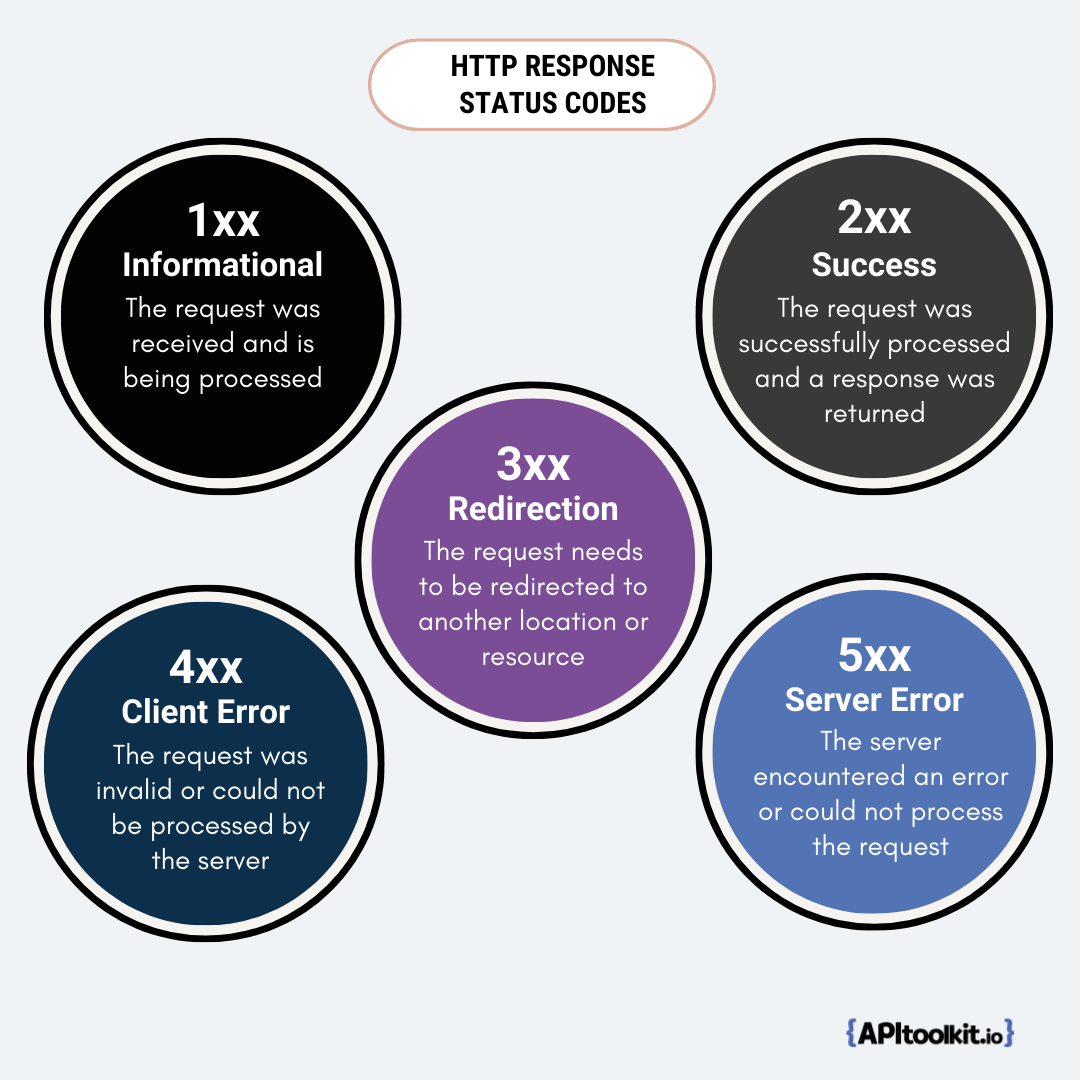 HTTP RESPONSE
STATUS CODES
1xx
Informational
The request was
received and is
being processed
2xx
Success
The request was
successfully processed
and a response was
returned
3xx
Redirection
The request needs
to be redirected to
another location or
resource
4xx
Client Error
The request was
invalid or could not
be processed by
the server
5xx
Server Error
The server
encountered an error
or could not process
the request
{APItoolkit.io}